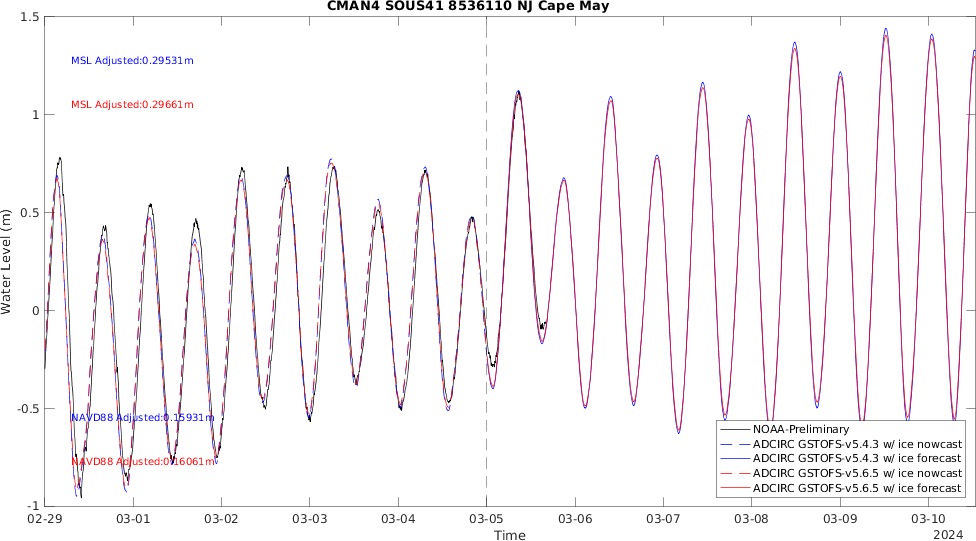 CMAN4 SOUS41 8536110 NJ Cape May
1.5
MSL Adjusted:0.29531m
MSL Adjusted:0.29661m
1
0.5
Water Level (m)
0
-0.5
NAVD88 Adjusted:0.15931m
NAVD88 Adjusted:0.16061m
-1
NOAA-Preliminary
ADCIRC GSTOFS-v5.4.3 w/ ice nowcast
ADCIRC GSTOFS-v5.4.3 w/ ice forecast
ADCIRC GSTOFS-v5.6.5 w/ ice nowcast
ADCIRC GSTOFS-v5.6.5 w/ ice forecast
02-29 03-01 03-02 03-03 03-04 03-05 03-06 03-07 03-08 03-09 03-10
Time
2024